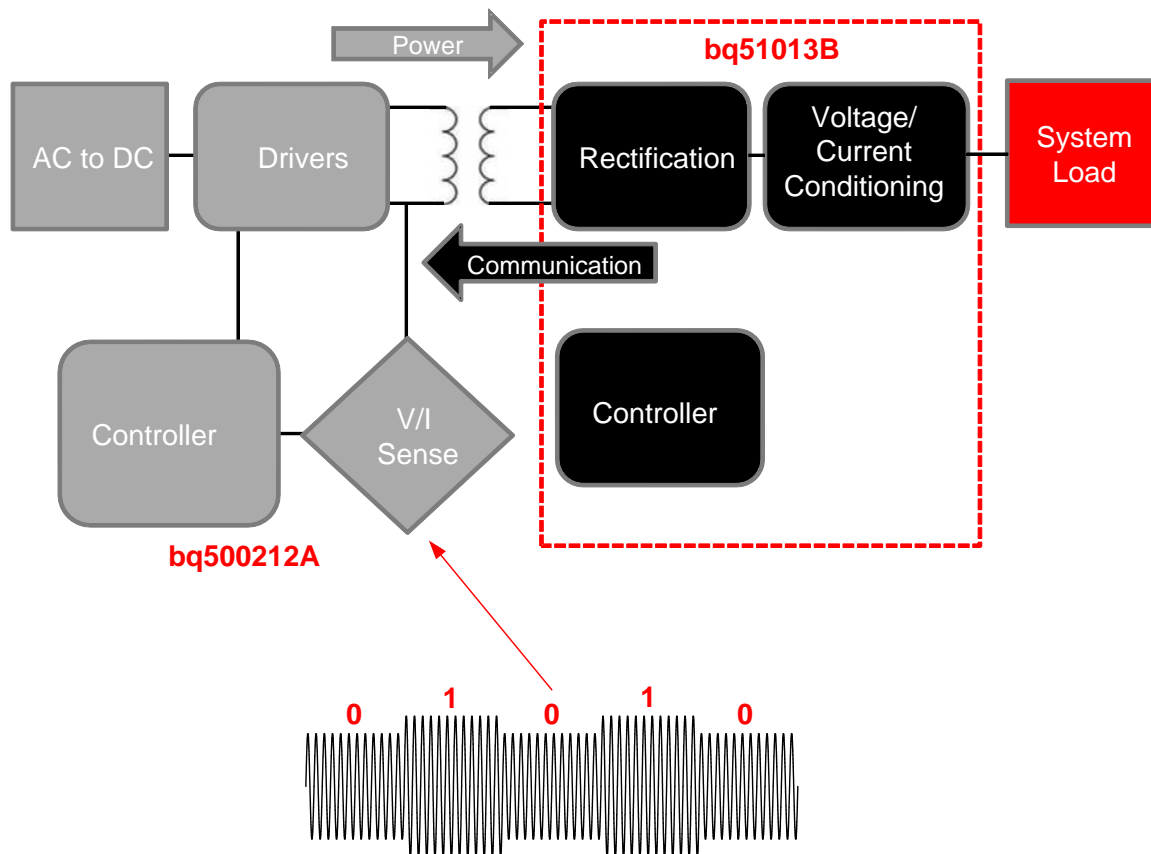 Power
bq51013B
AC to DC
Drivers
Rectification
Voltage/
Current
Conditioning
System
Load
Communication
Controller
V/I
Sense
Controller
bq500212A
0 1 0 1 0